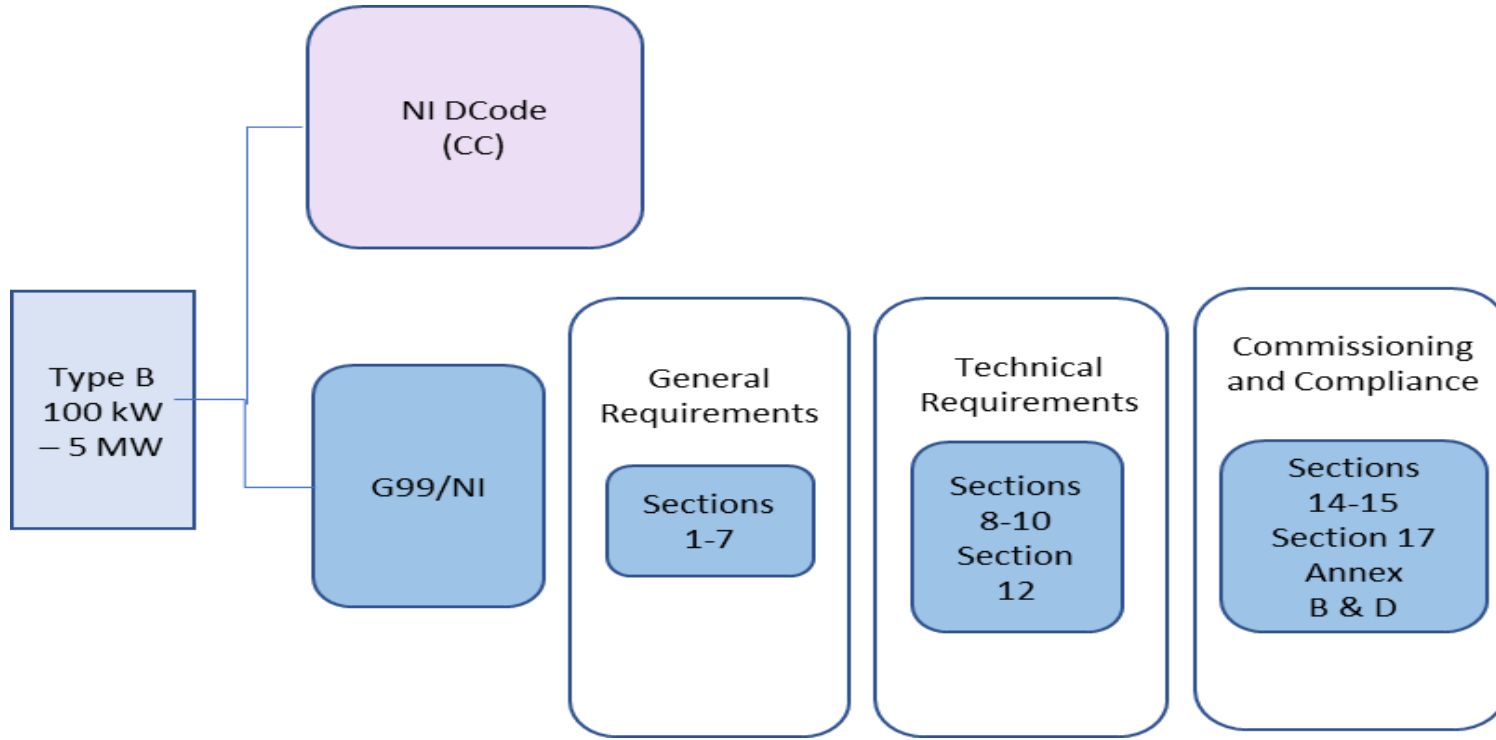 NI DCode
(CC)
Type B
100 kW
– 5 MW
G99/NI
General
Requirements
Sections
1-7
Technical
Requirements
Sections
8-10
Section
12
Commissioning
and Compliance
Sections
14-15
Section 17
Annex
B & D